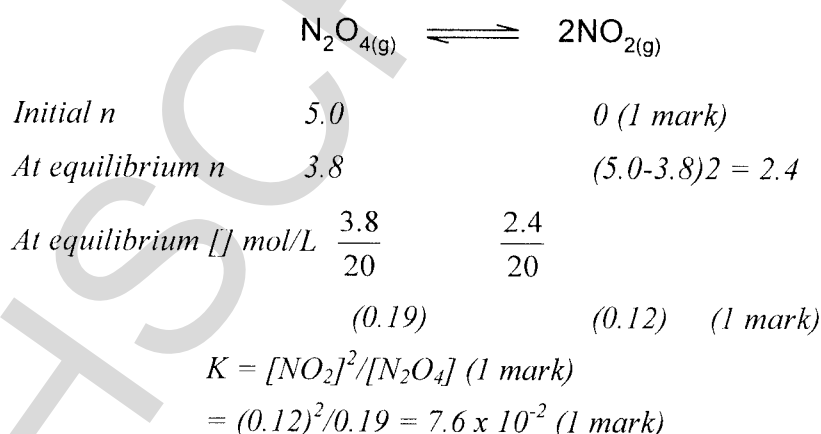 N₂O₄(g) ⇌ 2NO₂(g)
Initial n 5.0 0 (1 mark)
At equilibrium n 3.8 (5.0-3.8)2 = 2.4
At equilibrium [] mol/L 3.8/20 2.4/20
(0.19) (0.12) (1 mark)
K = [NO₂]²/[N₂O₄] (1 mark)
= (0.12)²/0.19 = 7.6 x 10⁻² (1 mark)